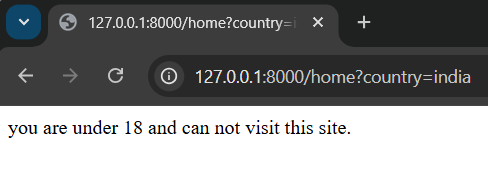 127.0.0.1:8000/home?country=i
127.0.0.1:8000/home?country=india
you are under 18 and can not visit this site.